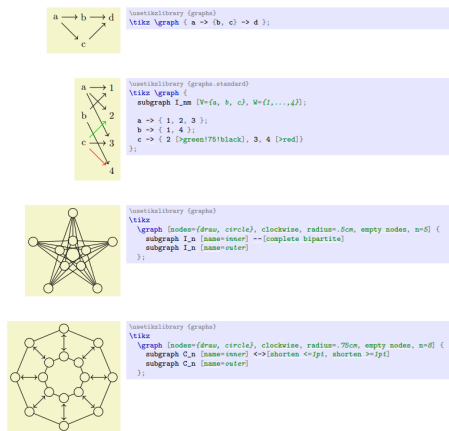 a b d
c
\usetikzlibrary {graphs}
\tikz \graph { a -> {b, c} -> d };
a 1
2
b
c 3
4
\usetikzlibrary {graphs.standard}
\tikz \graph {
subgraph I_nm [V={a, b, c}, W={1,...,4}];
a -> { 1, 2, 3 };
b -> { 1, 4 };
c -> { 2 [>green!75!black], 3, 4 [>red]}
};
\usetikzlibrary {graphs}
\tikz
\graph [nodes={draw, circle}, clockwise, radius=.5cm, empty nodes, n=5] {
subgraph I_n [name=inner] --[complete bipartite]
subgraph I_n [name=outer]
};
\usetikzlibrary {graphs}
\tikz
\graph [nodes={draw, circle}, clockwise, radius=.75cm, empty nodes, n=8] {
subgraph C_n [name=inner] <->[shorten <=1pt, shorten >=1pt]
subgraph C_n [name=outer]
};